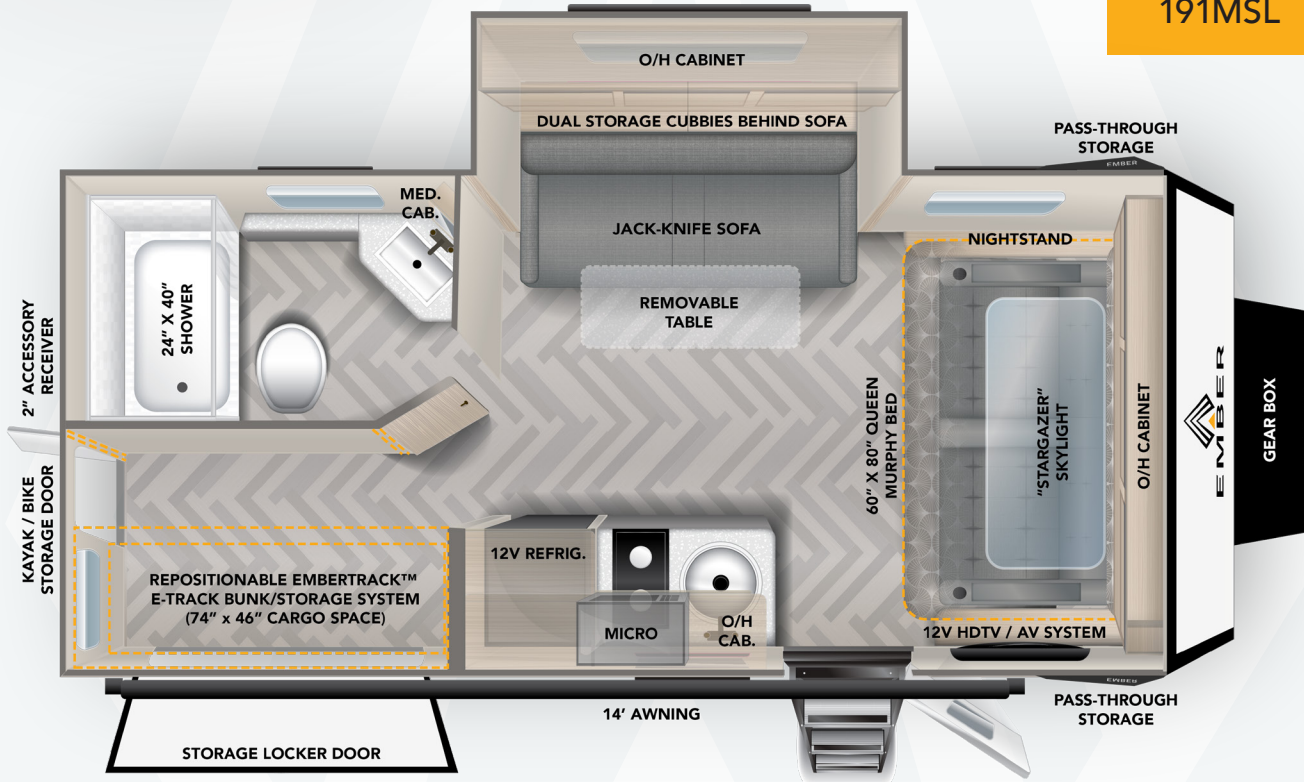 191MSL
O/H CABINET
DUAL STORAGE CUBBIES BEHIND SOFA
PASS-THROUGH
STORAGE
EMBER
MED.
CAB.
JACK-KNIFE SOFA
NIGHTSTAND
24" X 40"
SHOWER
REMOVABLE
TABLE
2" ACCESSORY
RECEIVER
60" X 80" QUEEN
MURPHY BED
"STARGAZER"
SKYLIGHT
O/H CABINET
EMBER
GEAR BOX
KAYAK / BIKE
STORAGE DOOR
12V REFRIG.
REPOSITIONABLE EMBERTRACK™
E-TRACK BUNK/STORAGE SYSTEM
(74" x 46" CARGO SPACE)
MICRO
O/H
CAB.
12V HDTV / AV SYSTEM
EMBER
PASS-THROUGH
STORAGE
14' AWNING
STORAGE LOCKER DOOR